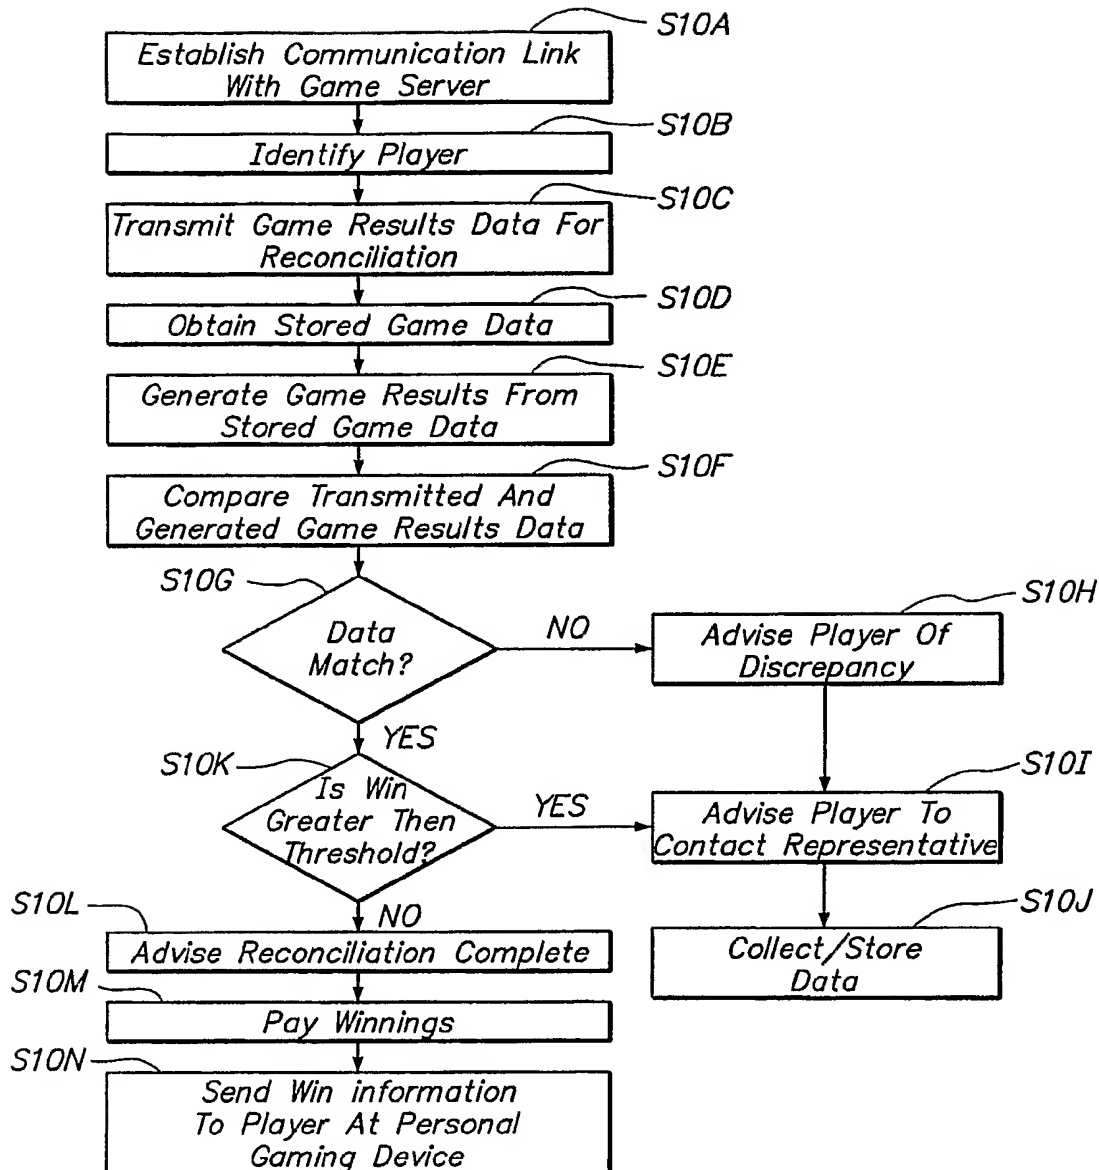 S10A
Establish Communication Link
With Game Server
S10B
Identify Player
S10C
Transmit Game Results Data For
Reconciliation
S10D
Obtain Stored Game Data
S10E
Generate Game Results From
Stored Game Data
S10F
Compare Transmitted And
Generated Game Results Data
S10G
Data
Match?
NO
S10H
Advise Player Of
Discrepancy
YES
S10K
Is Win
Greater Then
Threshold?
YES
S10I
Advise Player To
Contact Representative
S10J
Collect/Store
Data
NO
S10L
Advise Reconciliation Complete
S10M
Pay Winnings
S10N
Send Win information
To Player At Personal
Gaming Device